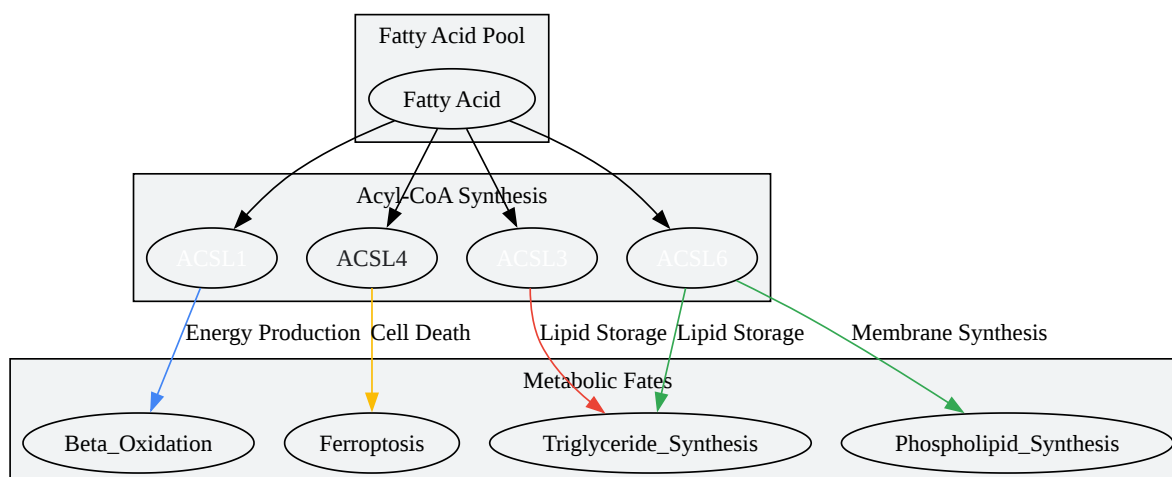 Fatty Acid Pool
Fatty Acid
Acyl-CoA Synthesis
ACSL1
ACSL4
ACSL3
ACSL6
Energy Production
Cell Death
Lipid Storage
Lipid Storage
Membrane Synthesis
Metabolic Fates
Beta_Oxidation
Ferroptosis
Triglyceride_Synthesis
Phospholipid_Synthesis